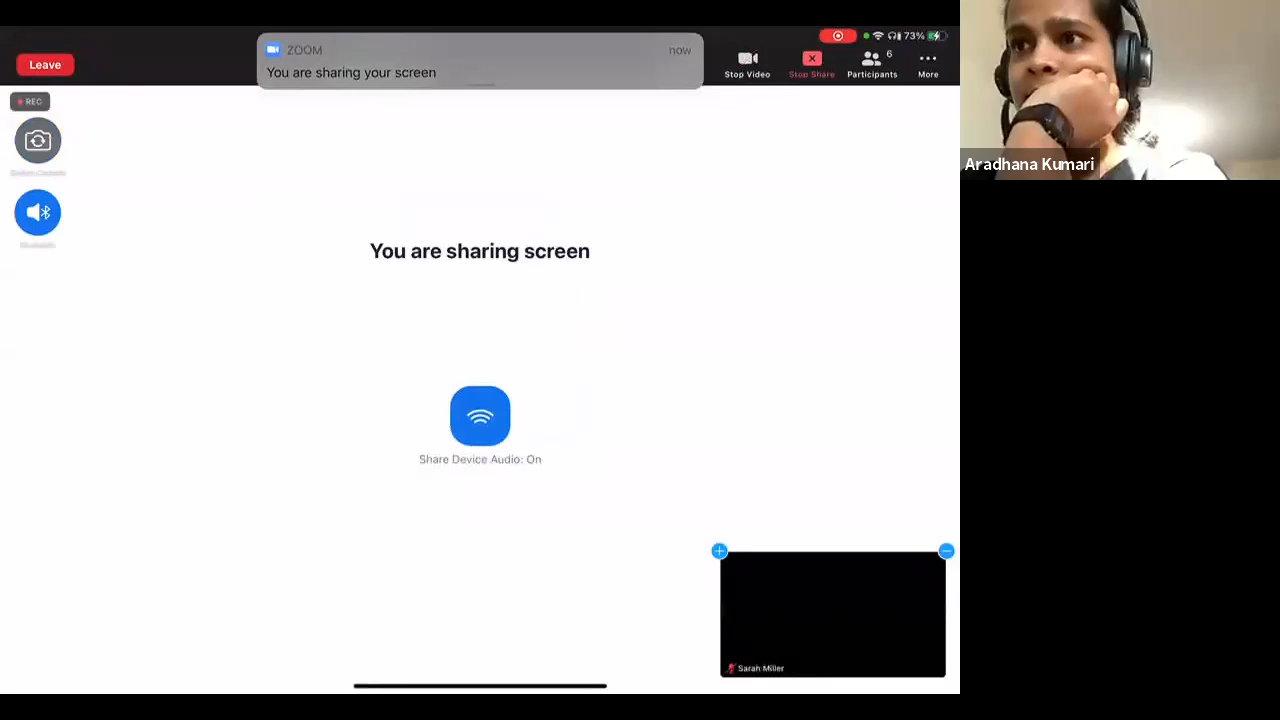 ZOOM
now
You are sharing your screen
73%
Leave
Stop Video
Stop Share
6
Participants
More
REC
Aradhana Kumari
You are sharing screen
Share Device Audio: On
Sarah Miller